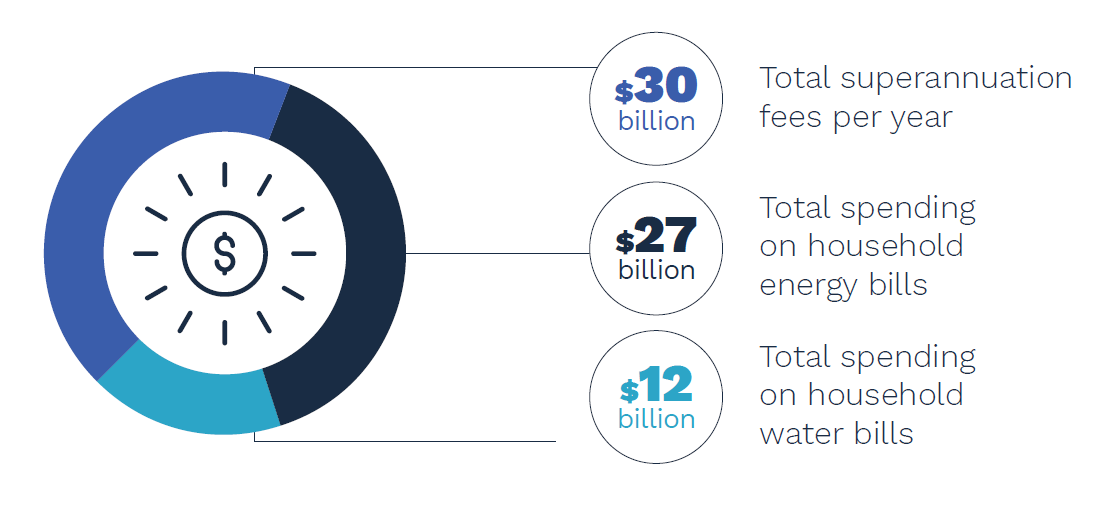 $
$30
billion
Total superannuation
fees per year
$27
billion
Total spending
on household
energy bills
$12
billion
Total spending
on household
water bills